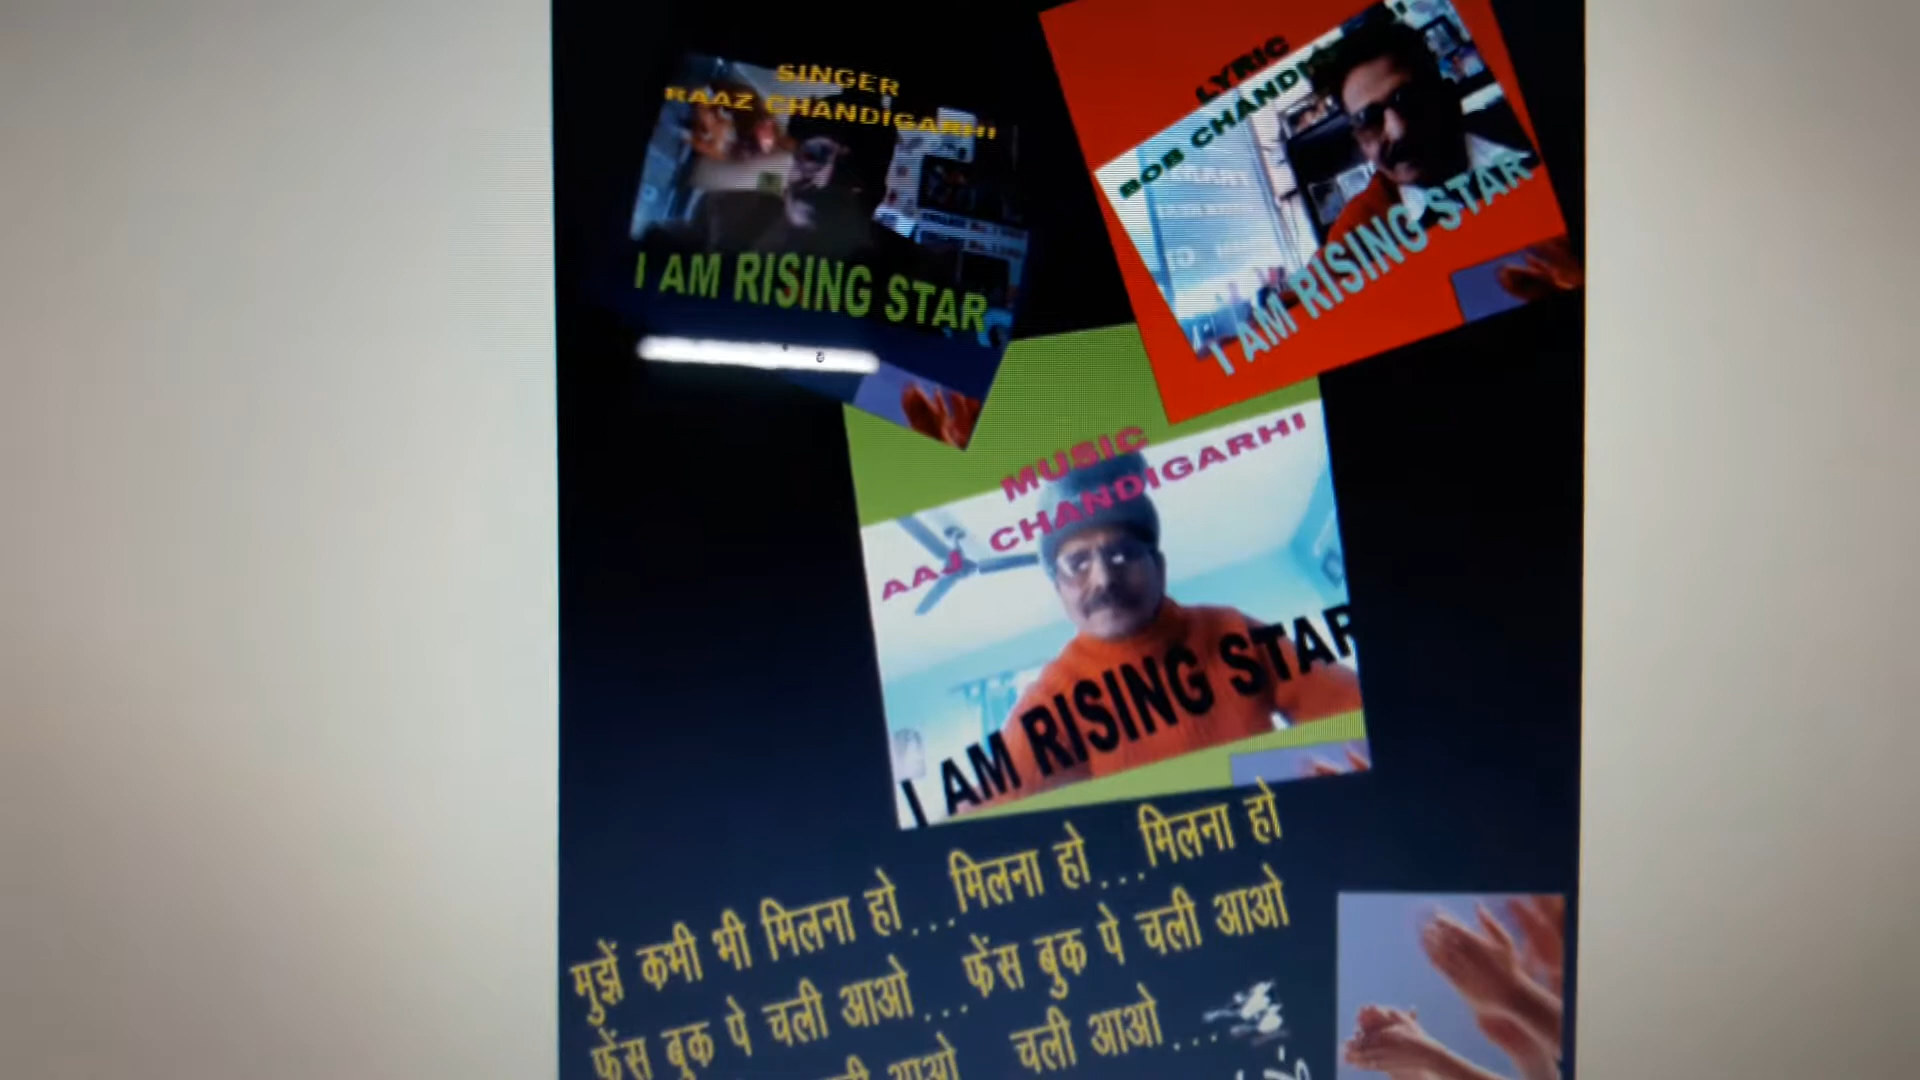 SINGER
RAAZ CHANDIGARHI
I AM RISING STAR
LYRIC
BOB
I AM RISING STAR
MUSIC
AAJ CHANDIGARHI
I AM RISING STAR
मुझें कभी भी मिलना हो...मिलना हो...मिलना हो
फेंस बुक पे चली आओ...फेंस बुक पे चली आओ
चली आओ...